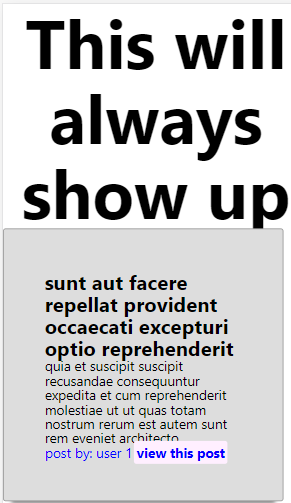 This will
always
show up
sunt aut facere
repellat provident
occaecati excepturi
optio reprehenderit
quia et suscipit suscipit
recusandae consequuntur
expedita et cum reprehenderit
molestiae ut ut quas totam
nostrum rerum est autem sunt
rem eveniet architecto
post by: user 1 view this post